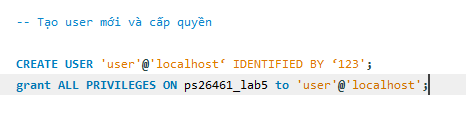 -- Tạo user mới và cấp quyền
CREATE USER 'user'@'localhost‘ IDENTIFIED BY ‘123';
grant ALL PRIVILEGES ON ps26461_lab5 to 'user'@'localhost';